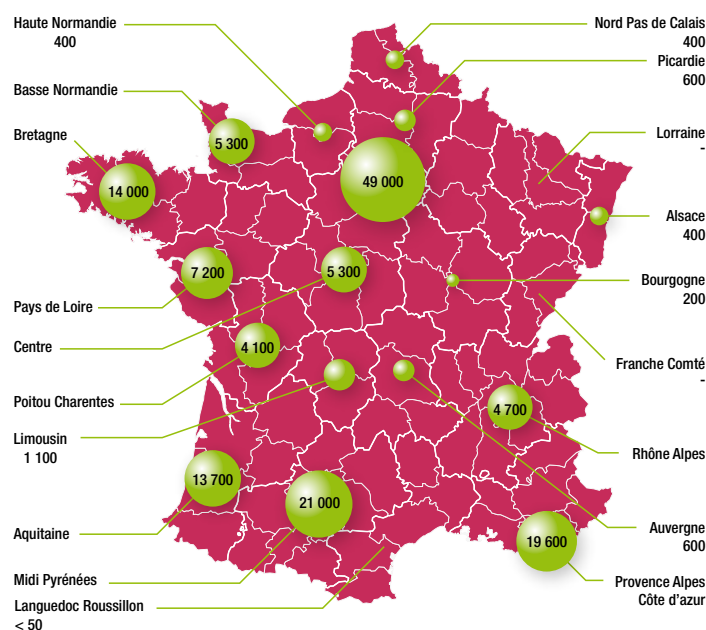 Haute Normandie
400
Basse Normandie
5 300
Bretagne
14 000
49 000
7 200
Pays de Loire
5 300
Centre
4 100
Poitou Charentes
Limousin
1 100
13 700
Aquitaine
21 000
Midi Pyrénées
Languedoc Roussillon
< 50
Nord Pas de Calais
400
Picardie
600
Lorraine
-
Alsace
400
Bourgogne
200
Franche Comté
-
4 700
Rhône Alpes
Auvergne
600
19 600
Provence Alpes
Côte d'azur